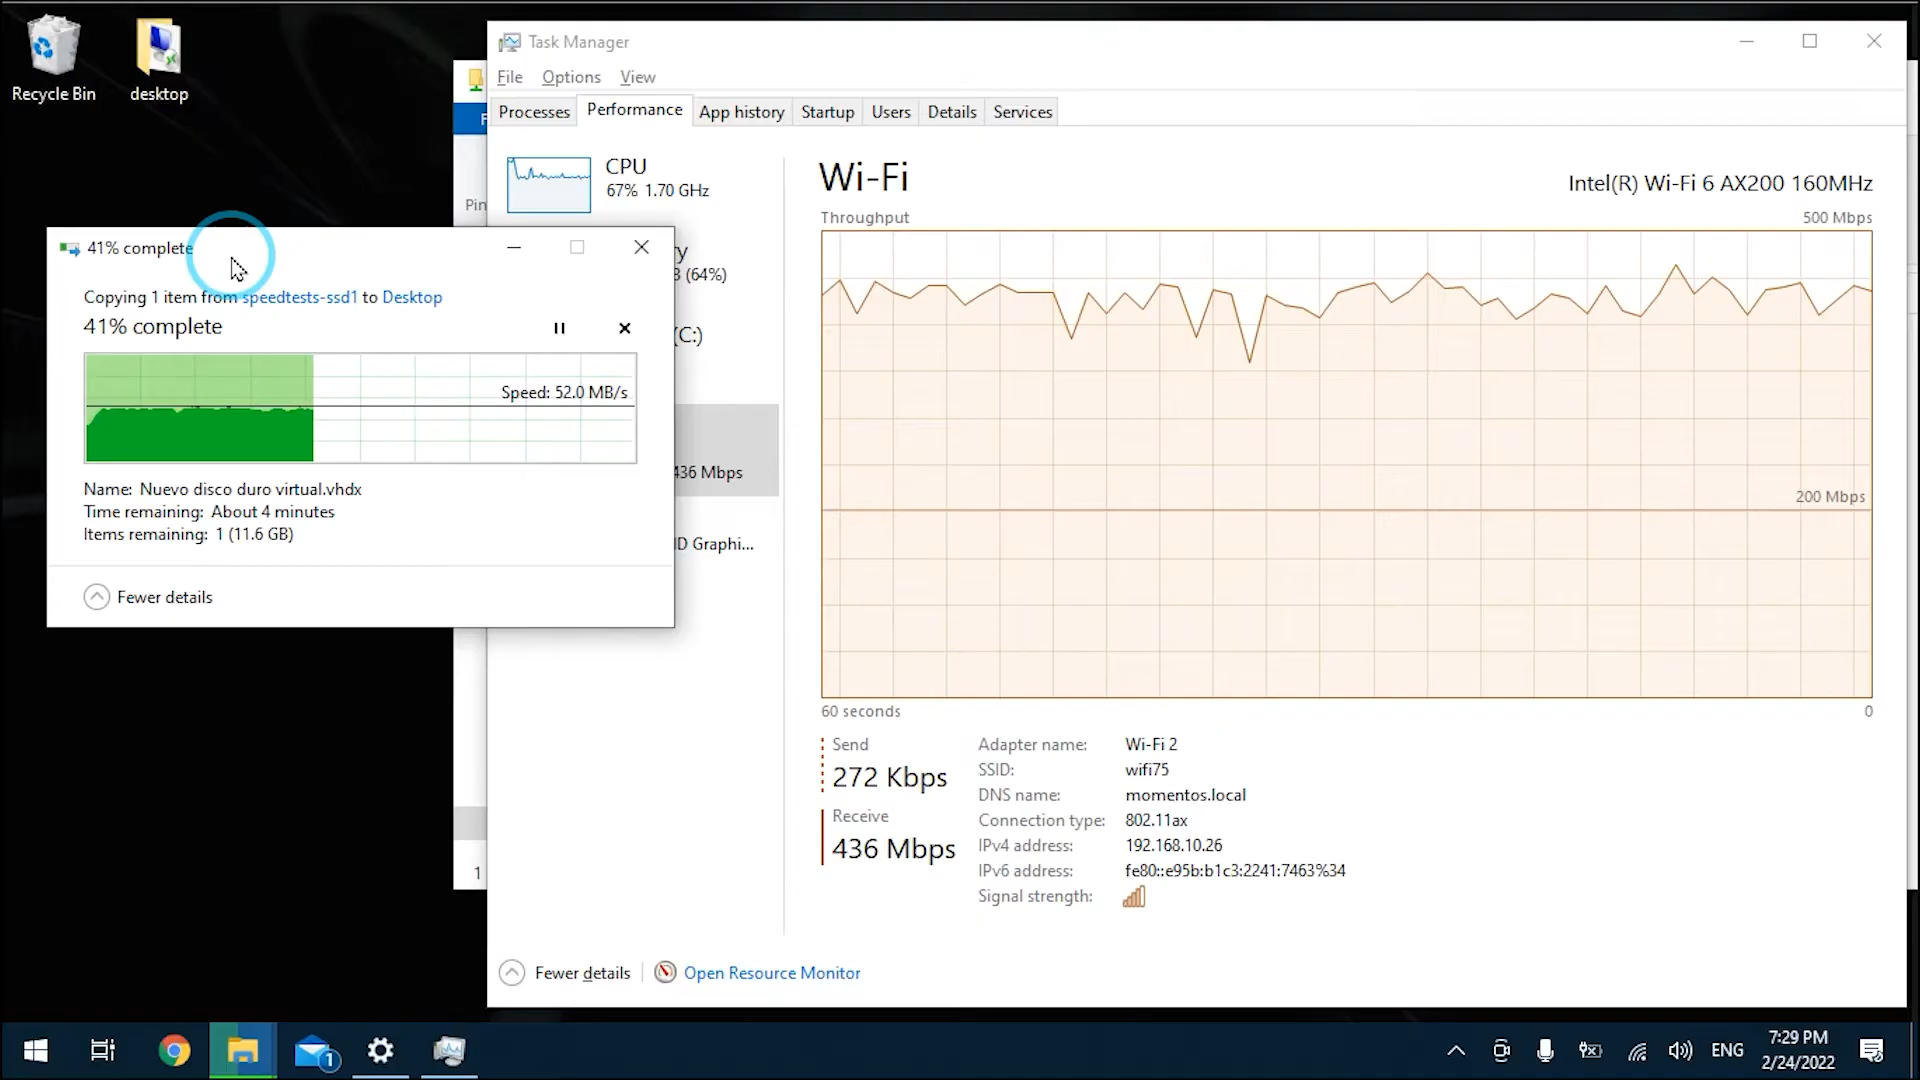 Recycle Bin
desktop
Task Manager
File Options View
Processes Performance App history Startup Users Details Services
CPU
67% 1.70 GHz
(64%)
(C:)
436 Mbps
Wi-Fi
Intel(R) Wi-Fi 6 AX200 160MHz
Throughput
500 Mbps
200 Mbps
60 seconds
0
41% complete
Copying 1 item from speedtests-ssd1 to Desktop
41% complete
Speed: 52.0 MB/s
Name: Nuevo disco duro virtual.vhdx
Time remaining: About 4 minutes
Items remaining: 1 (11.6 GB)
Fewer details
Send
272 Kbps
Receive
436 Mbps
Adapter name: Wi-Fi 2
SSID: wifi75
DNS name: momentos.local
Connection type: 802.11ax
IPv4 address: 192.168.10.26
IPv6 address: fe80::e95b:b1c3:2241:7463%34
Signal strength:
1
Fewer details
Open Resource Monitor
1
ENG
7:29 PM
2/24/2022